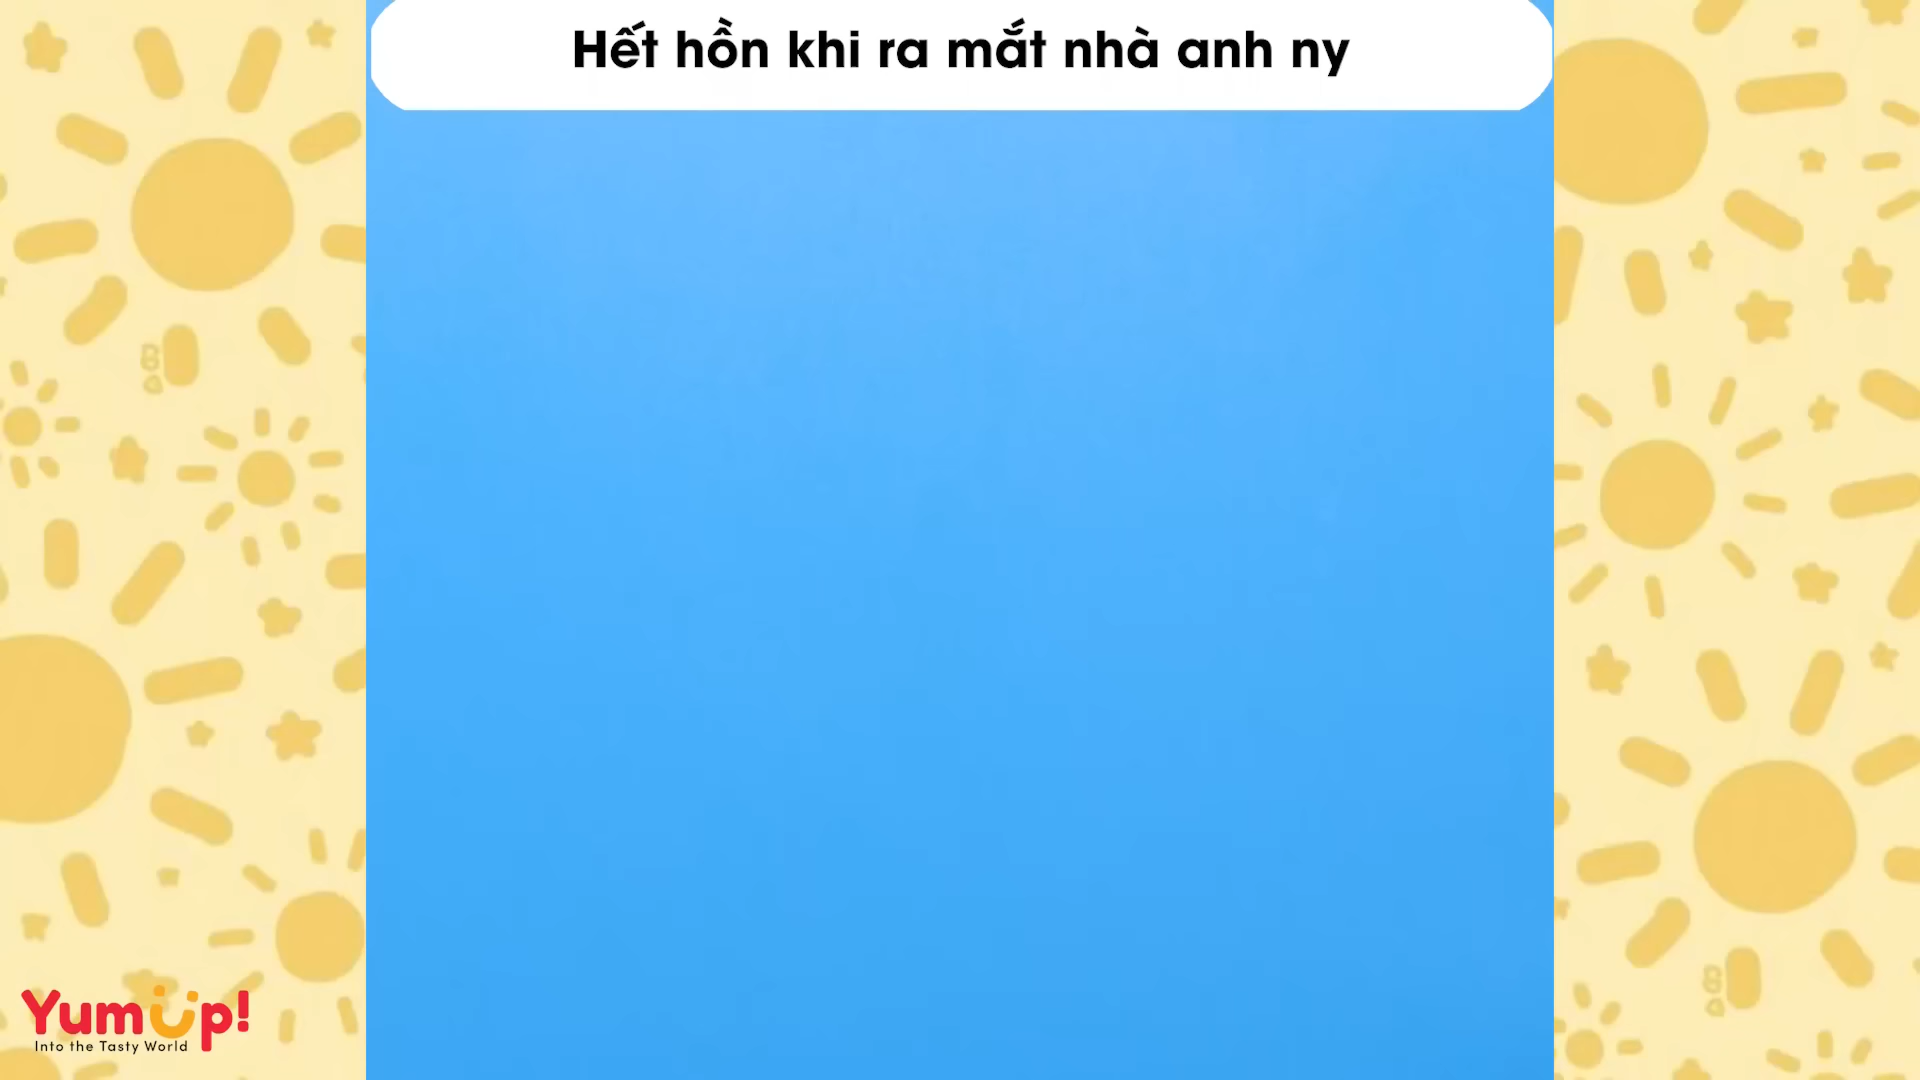 Hết hồn khi ra mắt nhà anh ny
YumUp!
Into the Tasty World